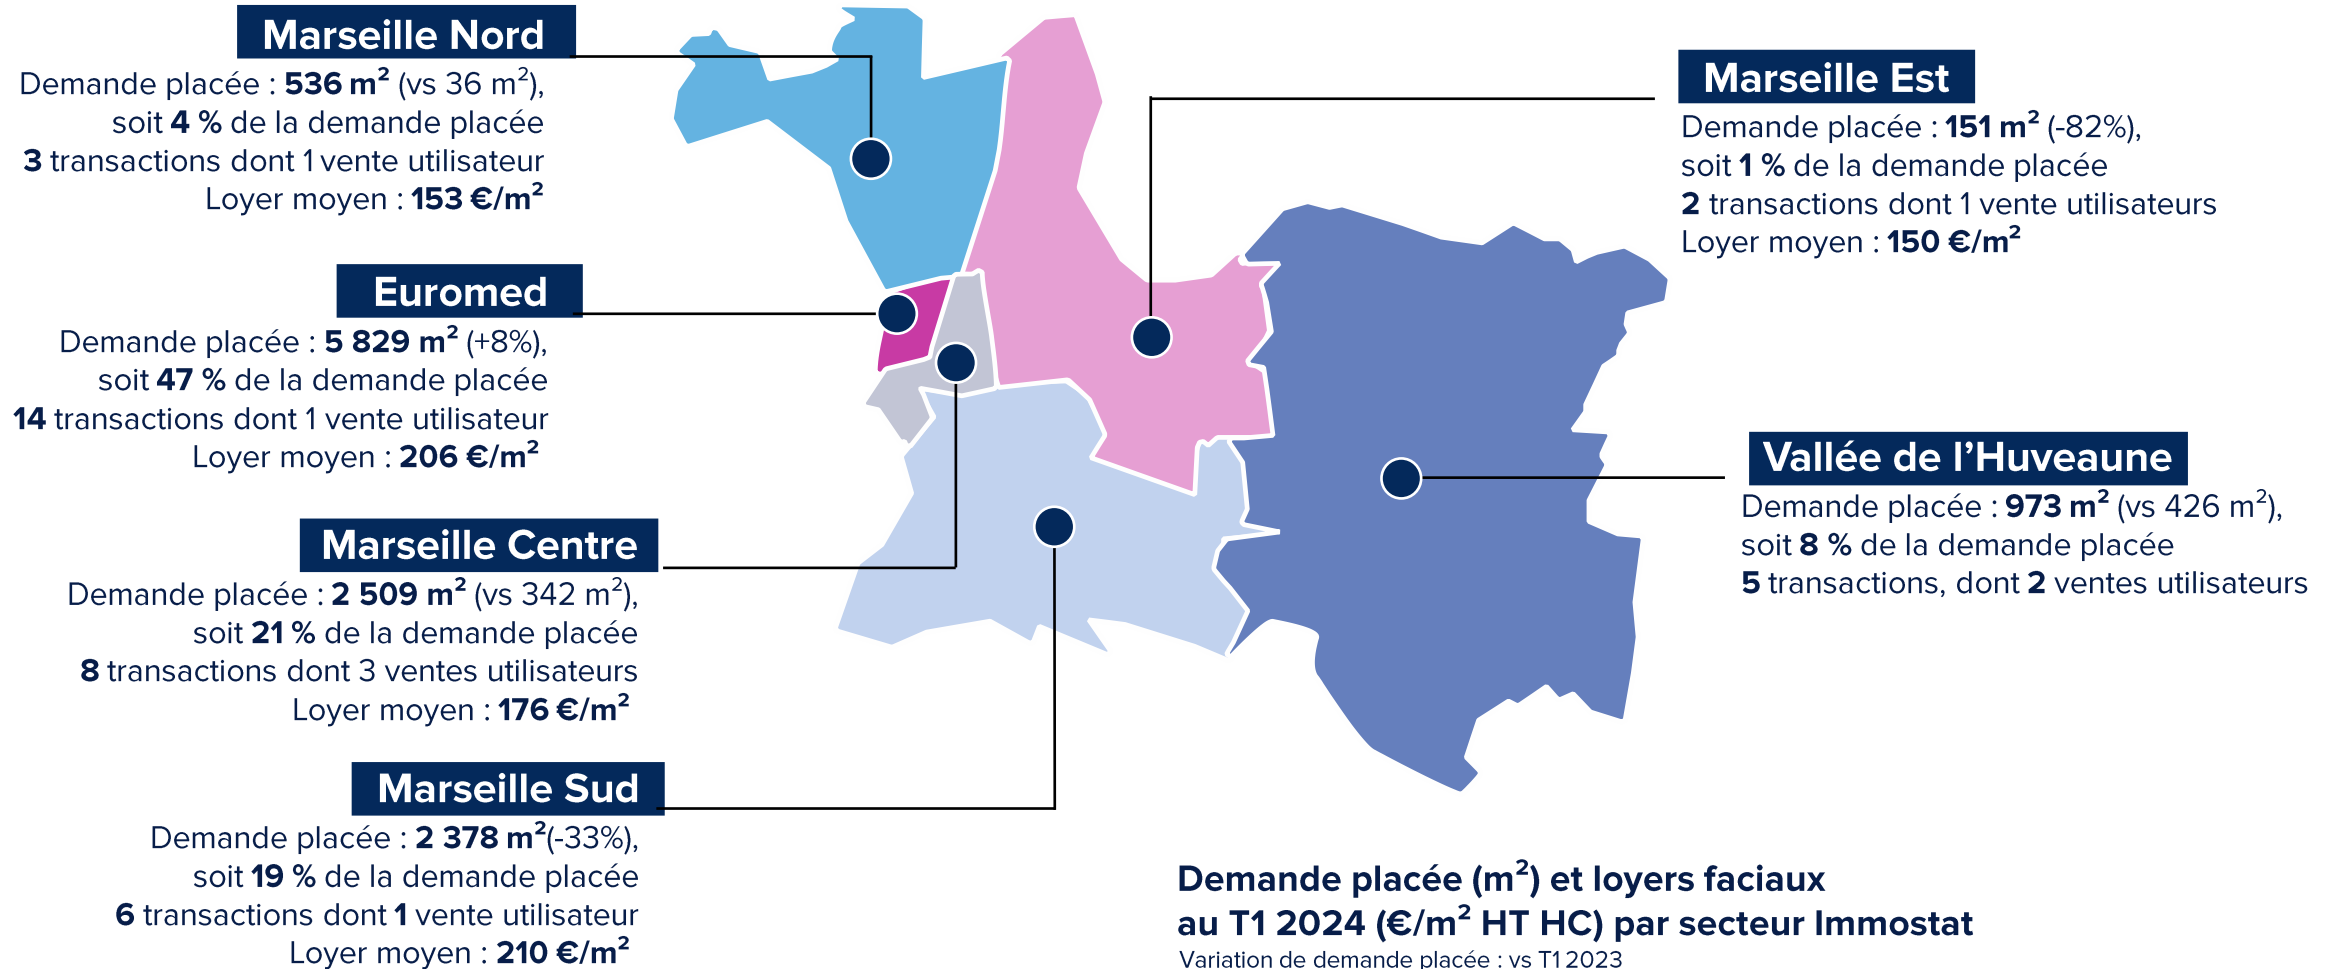 Marseille Nord
Demande placée : 536 m² (vs 36 m²),
soit 4 % de la demande placée
3 transactions dont 1 vente utilisateur
Loyer moyen : 153 €/m²
Euromed
Demande placée : 5 829 m² (+8%),
soit 47 % de la demande placée
14 transactions dont 1 vente utilisateur
Loyer moyen : 206 €/m²
Marseille Centre
Demande placée : 2 509 m² (vs 342 m²),
soit 21 % de la demande placée
8 transactions dont 3 ventes utilisateurs
Loyer moyen : 176 €/m²
Marseille Sud
Demande placée : 2 378 m²(-33%),
soit 19 % de la demande placée
6 transactions dont 1 vente utilisateur
Loyer moyen : 210 €/m²
Marseille Est
Demande placée : 151 m² (-82%),
soit 1 % de la demande placée
2 transactions dont 1 vente utilisateurs
Loyer moyen : 150 €/m²
Vallée de l’Huveaune
Demande placée : 973 m² (vs 426 m²),
soit 8 % de la demande placée
5 transactions, dont 2 ventes utilisateurs
Demande placée (m²) et loyers faciaux
au T1 2024 (€/m² HT HC) par secteur Immostat
Variation de demande placée : vs T1 2023